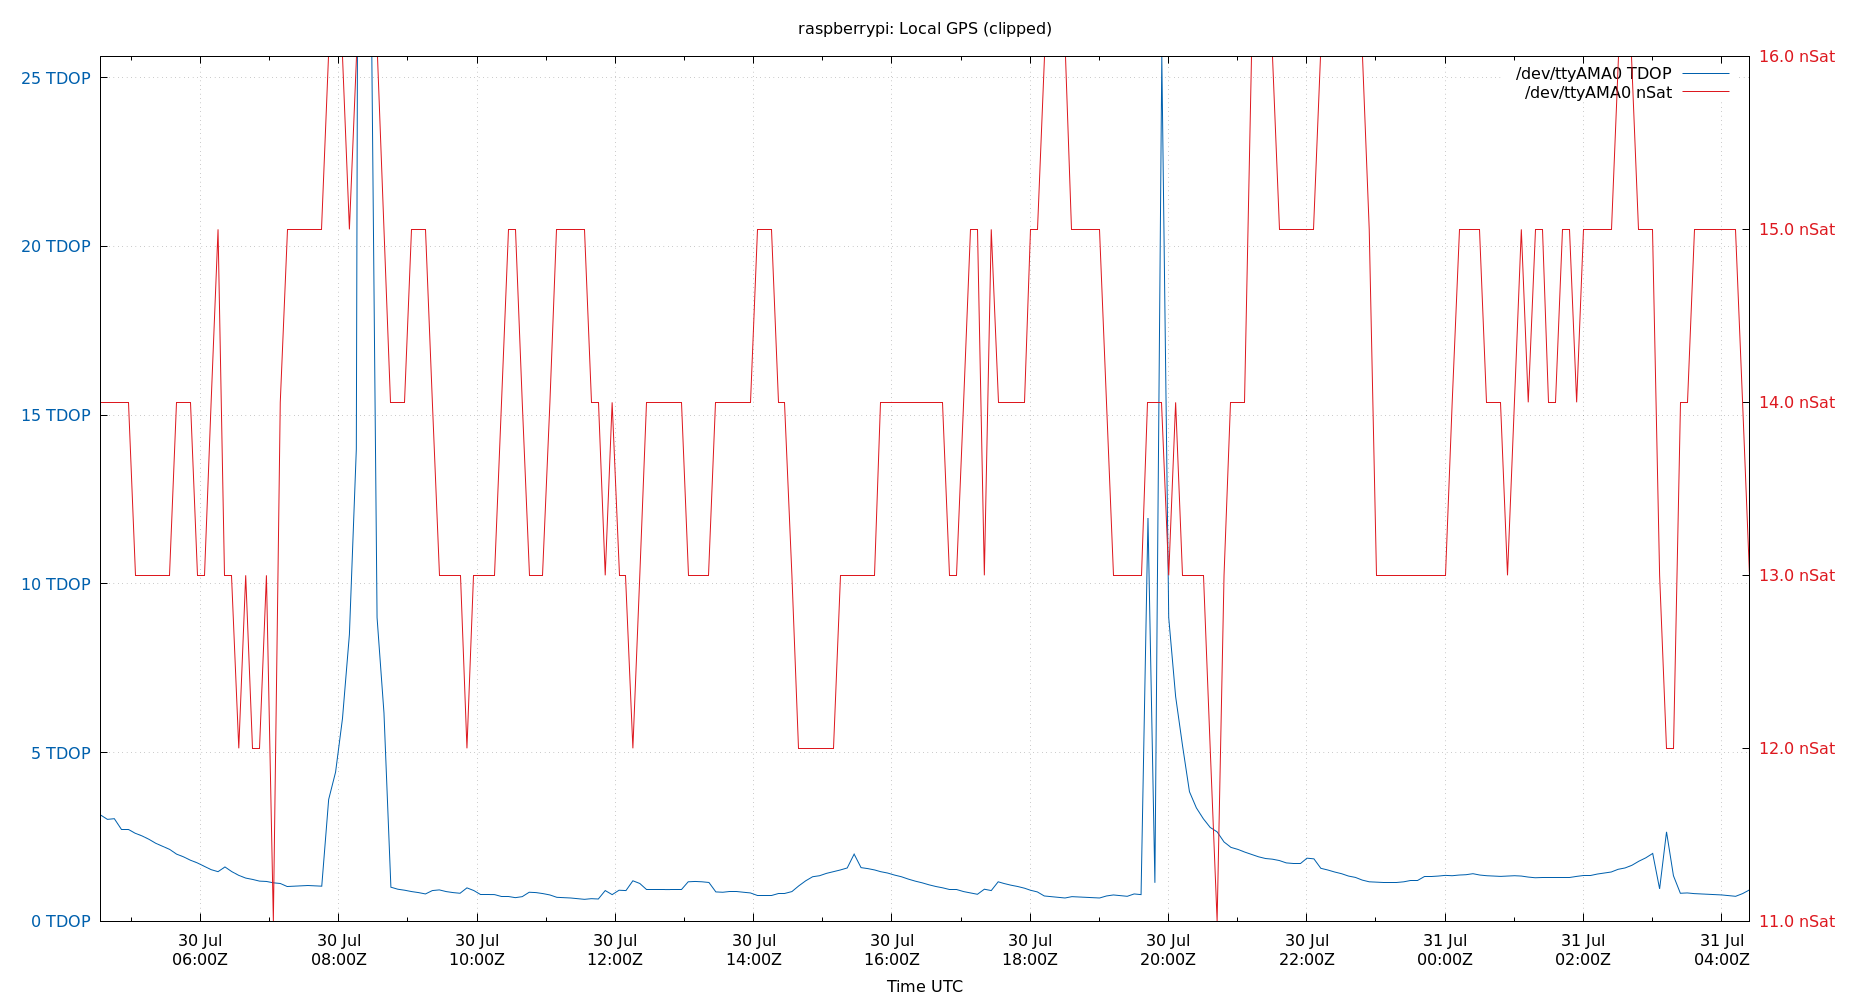 raspberrypi: Local GPS (clipped)
25 TDOP
20 TDOP
15 TDOP
10 TDOP
5 TDOP
0 TDOP
16.0 nSat
15.0 nSat
14.0 nSat
13.0 nSat
12.0 nSat
11.0 nSat
/dev/ttyAMA0 TDOP
/dev/ttyAMA0 nSat
30 Jul 30 Jul 30 Jul 30 Jul 30 Jul 30 Jul 30 Jul 30 Jul 30 Jul 31 Jul 31 Jul 31 Jul
06:00Z 08:00Z 10:00Z 12:00Z 14:00Z 16:00Z 18:00Z 20:00Z 22:00Z 00:00Z 02:00Z 04:00Z
Time UTC